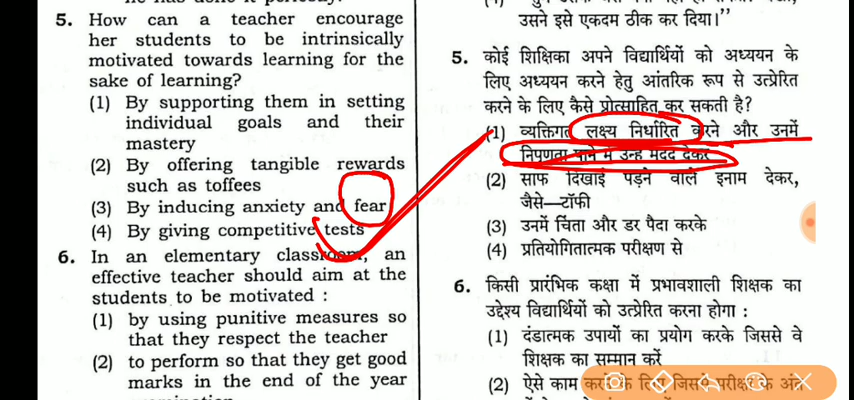 5. How can a teacher encourage
her students to be intrinsically
motivated towards learning for the
sake of learning?
(1) By supporting them in setting
individual goals and their
mastery
(2) By offering tangible rewards
such as toffees
(3) By inducing anxiety and fear
(4) By giving competitive tests
6. In an elementary classroom, an
effective teacher should aim at the
students to be motivated :
(1) by using punitive measures so
that they respect the teacher
(2) to perform so that they get good
marks in the end of the year
उसने इसे एकदम ठीक कर दिया।”
5. कोई शिक्षिका अपने विद्यार्थियों को अध्ययन के
लिए अध्ययन करने हेतु आंतरिक रूप से उत्प्रेरित
करने के लिए कैसे प्रोत्साहित कर सकती है?
(1) व्यक्तिगत लक्ष्य निर्धारित करने और उनमें
निपुणता पाने में उन्हें मदद देकर
(2) साफ दिखाई पड़ने वाले इनाम देकर,
जैसे—टॉफी
(3) उनमें चिंता और डर पैदा करके
(4) प्रतियोगितात्मक परीक्षण से
6. किसी प्रारंभिक कक्षा में प्रभावशाली शिक्षक का
उद्देश्य विद्यार्थियों को उत्प्रेरित करना होगा :
(1) दंडात्मक उपायों का प्रयोग करके जिससे वे
शिक्षक का सम्मान करें
(2) ऐसे काम करने के लिए जिससे परीक्षा के अंत